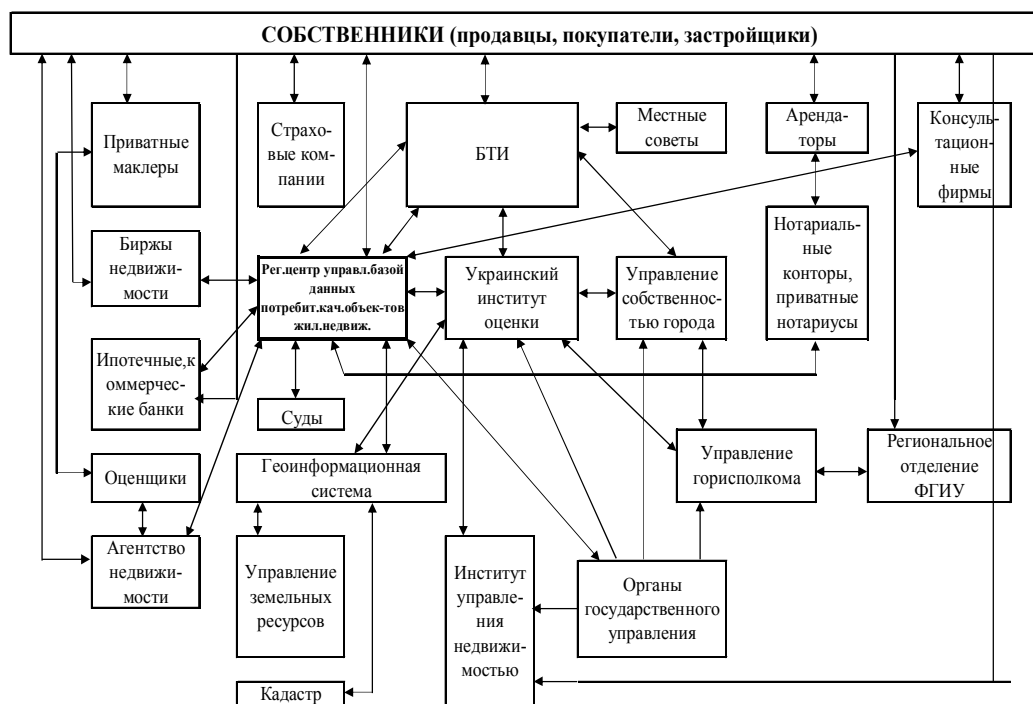 СОБСТВЕННИКИ (продавцы, покупатели, застройщики)
Приватные
маклеры
Страхо-
вые ком-
пании
БТИ
Местные
советы
Аренда-
торы
Консуль-
тационные
фирмы
Биржы
недвижи-
мости
Рег.центр управл.базой
данных
потребит.кач.объек-тов
жил.недвиж.
Украинский
институт
оценки
Управление
собственнос-
тью города
Нотариаль-
ные
конторы,
приватные
нотариусы
Ипотечные,к
оммерчес-
кие банки
Суды
Оценщики
Геоинформационная
система
Управление
горисполкома
Региональное
отделение
ФГИУ
Агентство
недвижи-
мости
Управление
земельных
ресурсов
Институт
управле-
ния
недвижи-
мостью
Органы
государственного
управления
Кадастр